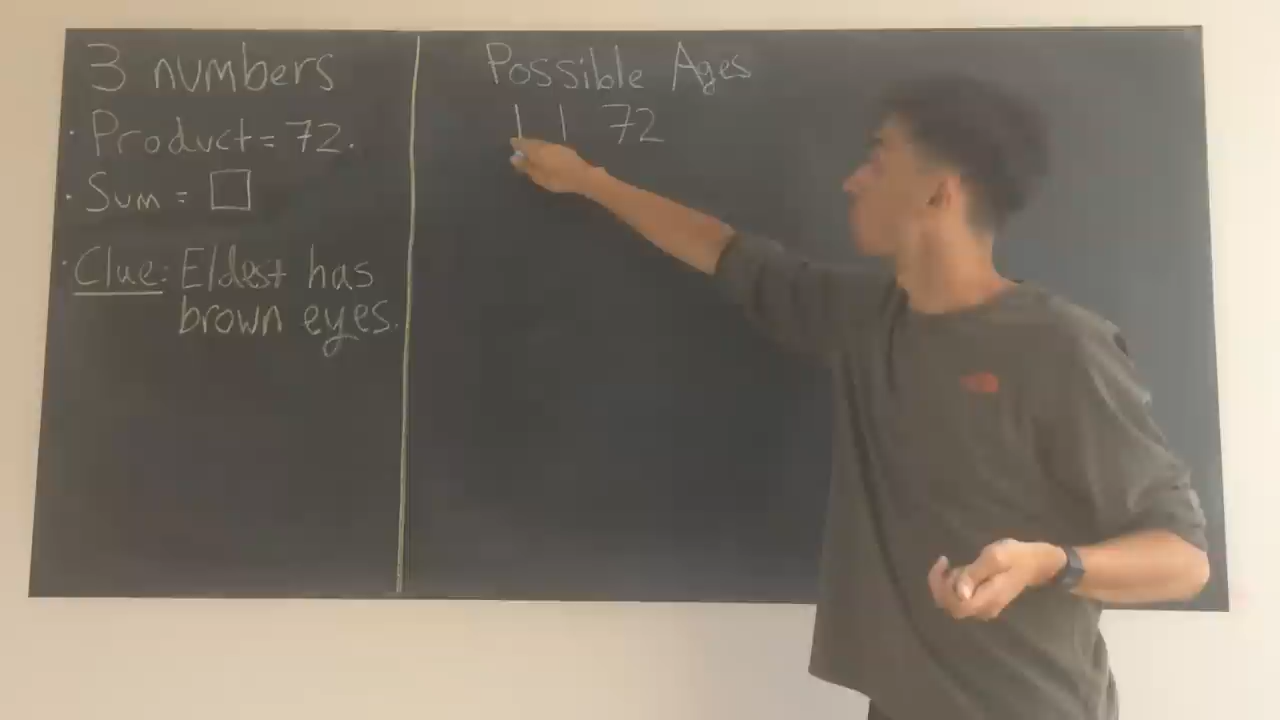 3 numbers
· Product = 72.
· Sum = □
· Clue: Eldest has
brown eyes.
Possible Ages
1 1 72